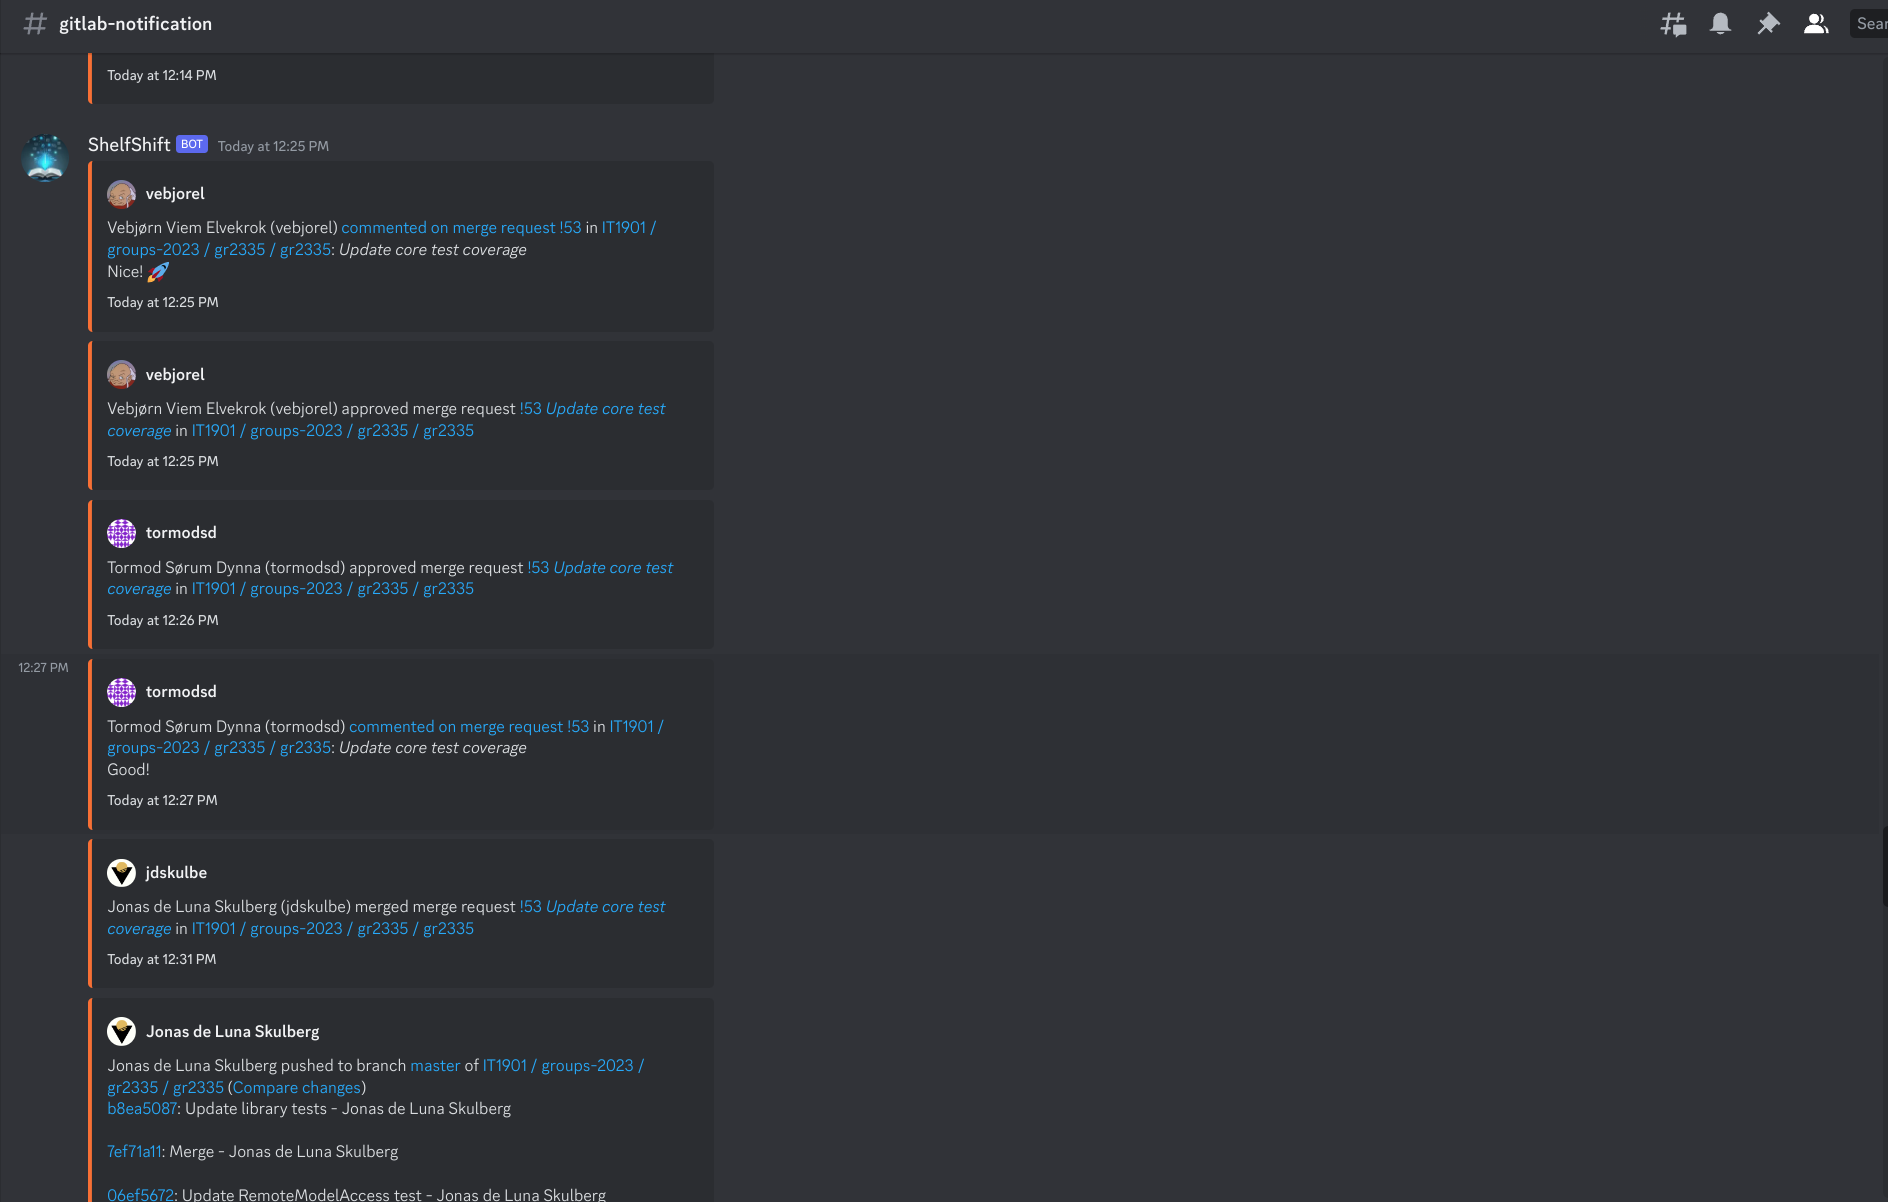 gitlab-notification
Sear
Today at 12:14 PM
ShelfShift BOT Today at 12:25 PM
vebjorel
Vebjørn Viem Elvekrok (vebjorel) commented on merge request !53 in IT1901 /
groups-2023 / gr2335 / gr2335: Update core test coverage
Nice! 🚀
Today at 12:25 PM
vebjorel
Vebjørn Viem Elvekrok (vebjorel) approved merge request !53 Update core test
coverage in IT1901 / groups-2023 / gr2335 / gr2335
Today at 12:25 PM
tormodsd
Tormod Sørum Dynna (tormodsd) approved merge request !53 Update core test
coverage in IT1901 / groups-2023 / gr2335 / gr2335
Today at 12:26 PM
12:27 PM
tormodsd
Tormod Sørum Dynna (tormodsd) commented on merge request !53 in IT1901 /
groups-2023 / gr2335 / gr2335: Update core test coverage
Good!
Today at 12:27 PM
jdskulbe
Jonas de Luna Skulberg (jdskulbe) merged merge request !53 Update core test
coverage in IT1901 / groups-2023 / gr2335 / gr2335
Today at 12:31 PM
Jonas de Luna Skulberg
Jonas de Luna Skulberg pushed to branch master of IT1901 / groups-2023 /
gr2335 / gr2335 (Compare changes)
b8ea5087: Update library tests - Jonas de Luna Skulberg
7ef71a11: Merge - Jonas de Luna Skulberg
06ef5672: Update RemoteModelAccess test - Jonas de Luna Skulberg